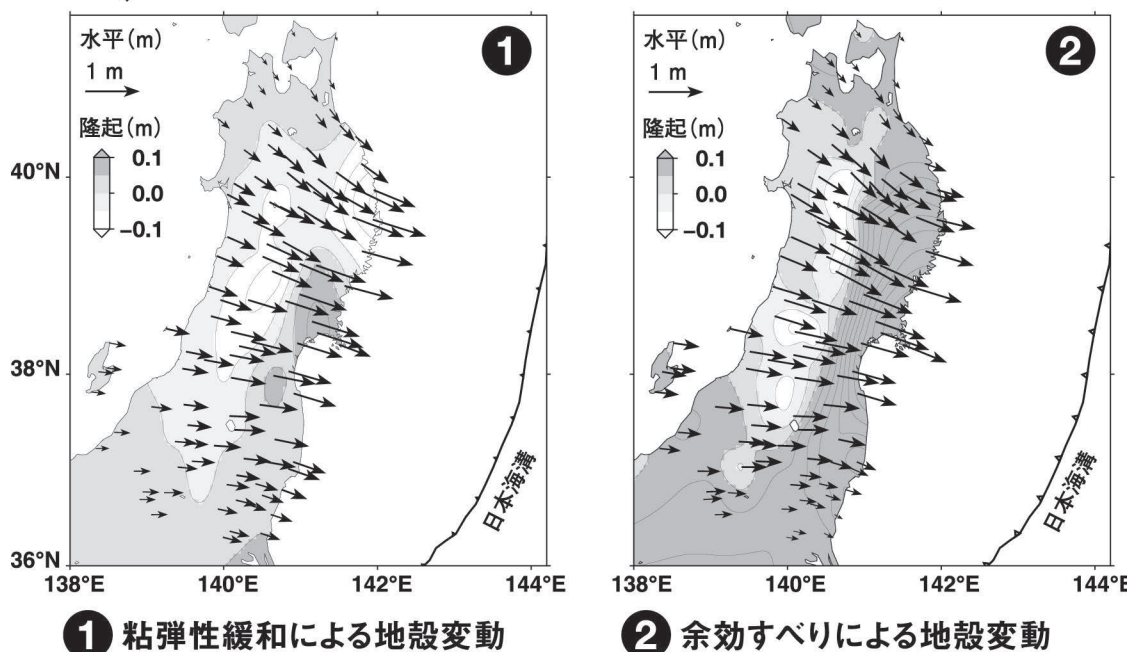 水平(m)
1 m
隆起(m)
0.1
0.0
−0.1
1
40°N
38°N
36°N
138°E
140°E
142°E
144°E
日本海溝
1 粘弾性緩和による地殻変動
水平(m)
1 m
隆起(m)
0.1
0.0
−0.1
2
138°E
140°E
142°E
144°E
日本海溝
2 余効すべりによる地殻変動